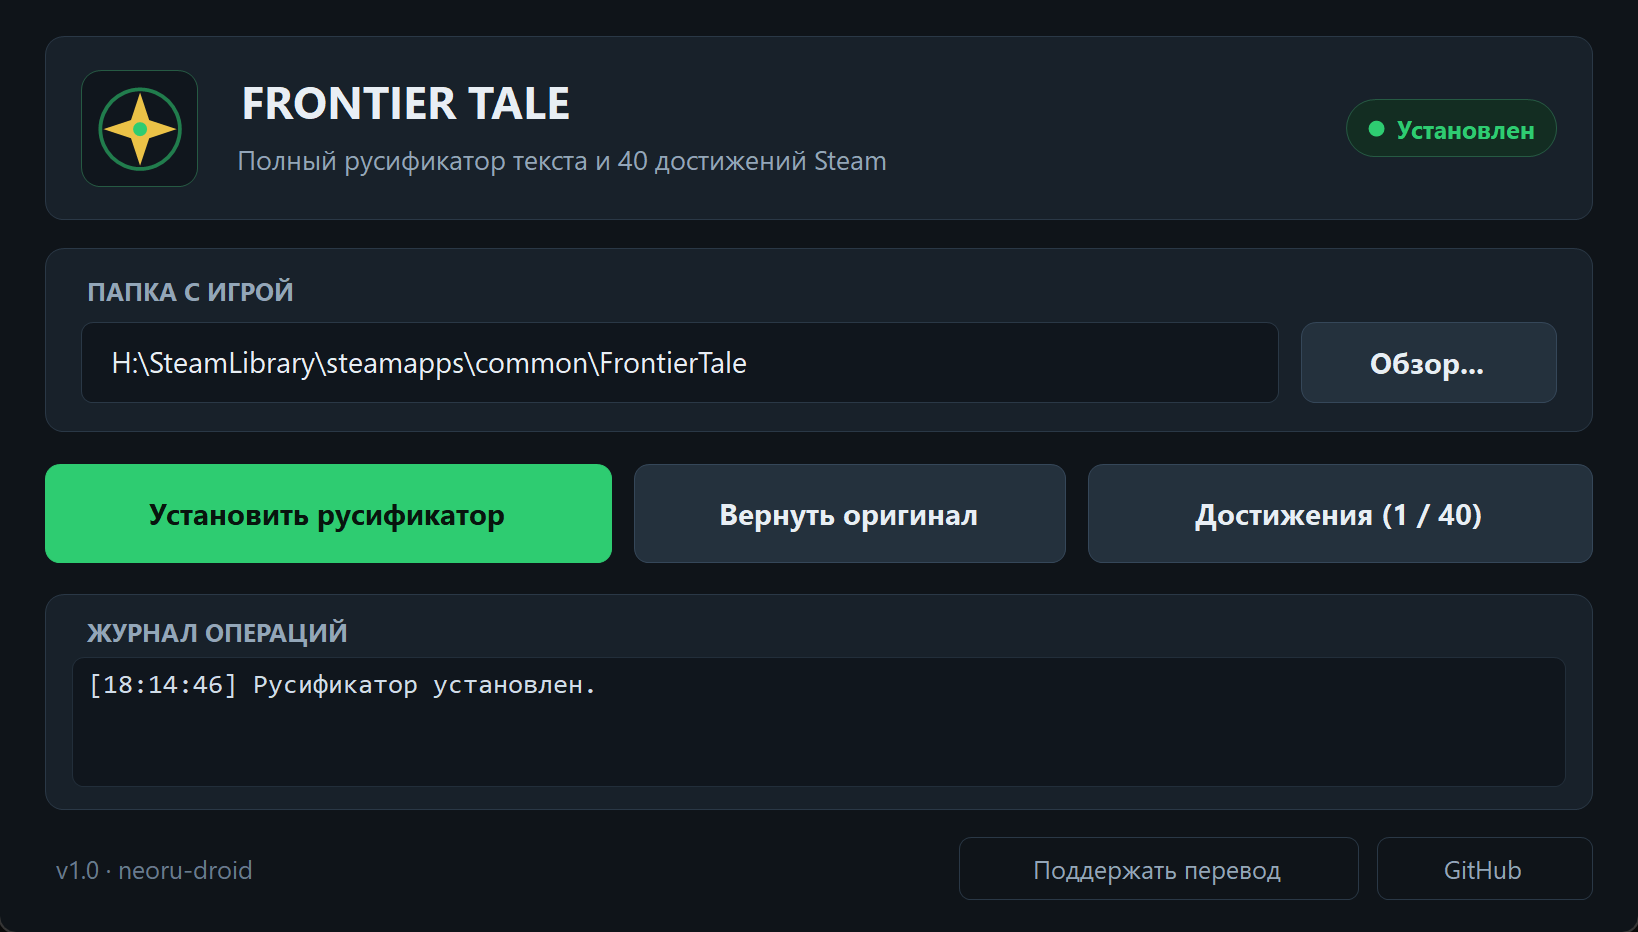 FRONTIER TALE
Полный русификатор текста и 40 достижений Steam
Установлен
ПАПКА С ИГРОЙ
H:\SteamLibrary\steamapps\common\FrontierTale
Обзор...
Установить русификатор
Вернуть оригинал
Достижения (1 / 40)
ЖУРНАЛ ОПЕРАЦИЙ
[18:14:46] Русификатор установлен.
v1.0 · neoru-droid
Поддержать перевод
GitHub